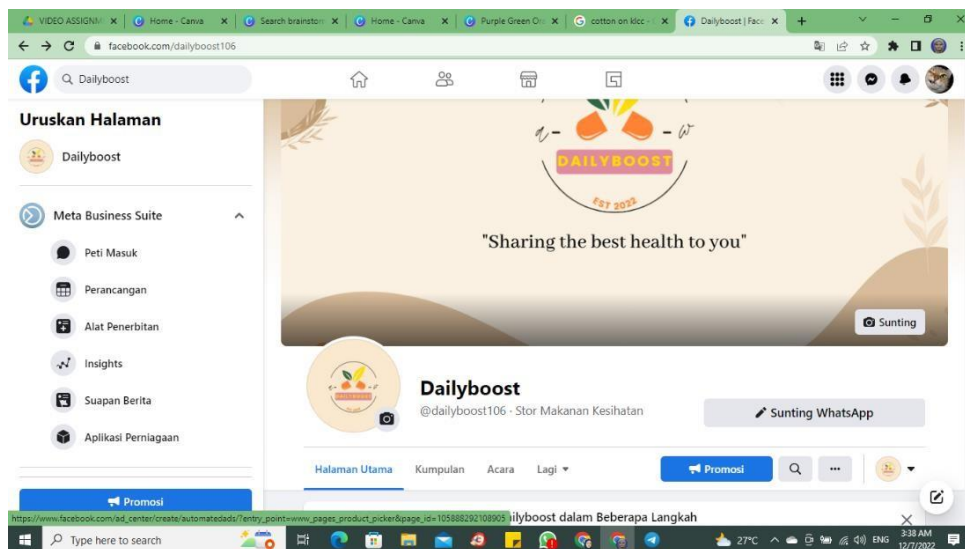 VIDEO ASSIGNM
Home - Canva
Search brainstorm
Home - Canva
Purple Green Or
cotton on klcc -
Dailyboost | Face
facebook.com/dailyboost106
Dailyboost
Uruskan Halaman
Dailyboost
Meta Business Suite
Peti Masuk
Perancangan
Alat Penerbitan
Insights
Suapan Berita
Aplikasi Perniagaan
Promosi
a - - w
DAILYBOOST
EST 2022
"Sharing the best health to you"
Sunting
Dailyboost
@dailyboost106 · Stor Makanan Kesihatan
Sunting WhatsApp
Halaman Utama
Kumpulan
Acara
Lagi
Promosi
ilyboost dalam Beberapa Langkah
https://www.facebook.com/ad_center/create/automatedads/?entry_point=www_pages_product_picker&page_id=105888292108905
Type here to search
27°C
ENG
3:38 AM
12/7/2022